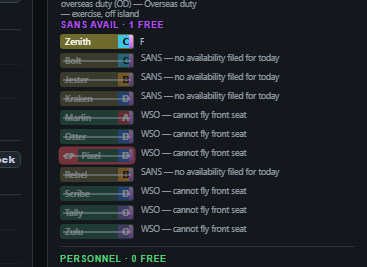 overseas duty (OD) — Overseas duty
— exercise, off island
SANS AVAIL · 1 FREE
Zenith C F
Bolt C SANS — no availability filed for today
Jester SANS — no availability filed for today
Kraken D SANS — no availability filed for today
Marlin A WSO — cannot fly front seat
Otter D WSO — cannot fly front seat
CP Pixel D WSO — cannot fly front seat
Rebel SANS — no availability filed for today
Scribe D WSO — cannot fly front seat
Tally WSO — cannot fly front seat
Zulu WSO — cannot fly front seat
ock
PERSONNEL · 0 FREE